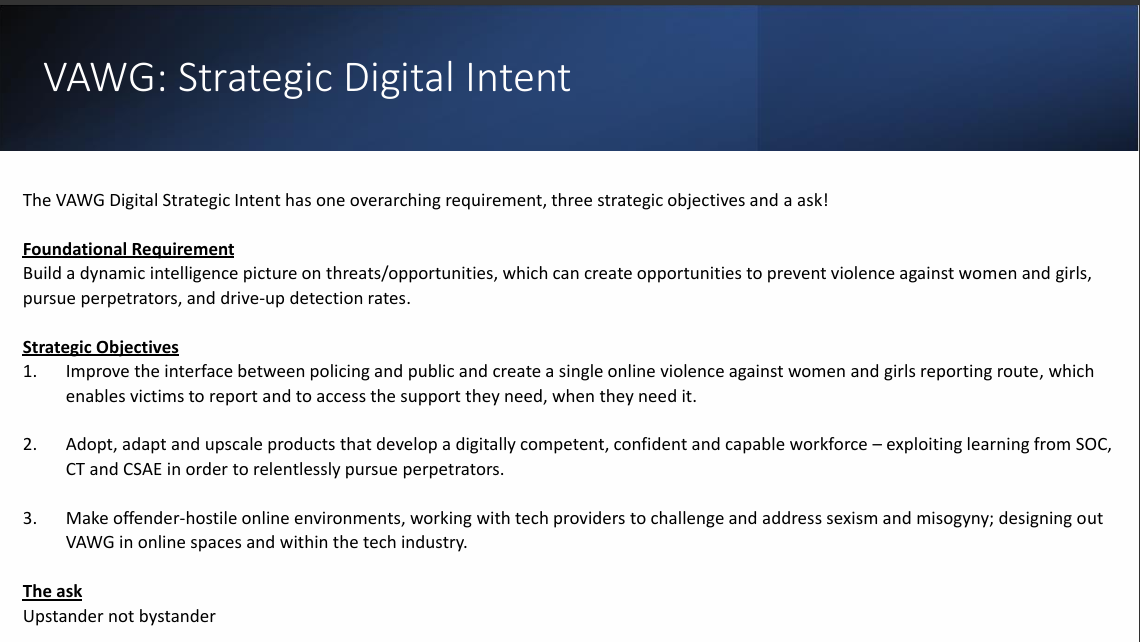 VAWG: Strategic Digital Intent
The VAWG Digital Strategic Intent has one overarching requirement, three strategic objectives and a ask!
Foundational Requirement
Build a dynamic intelligence picture on threats/opportunities, which can create opportunities to prevent violence against women and girls,
pursue perpetrators, and drive-up detection rates.
Strategic Objectives
1. Improve the interface between policing and public and create a single online violence against women and girls reporting route, which
enables victims to report and to access the support they need, when they need it.
2. Adopt, adapt and upscale products that develop a digitally competent, confident and capable workforce – exploiting learning from SOC,
CT and CSAE in order to relentlessly pursue perpetrators.
3. Make offender-hostile online environments, working with tech providers to challenge and address sexism and misogyny; designing out
VAWG in online spaces and within the tech industry.
The ask
Upstander not bystander